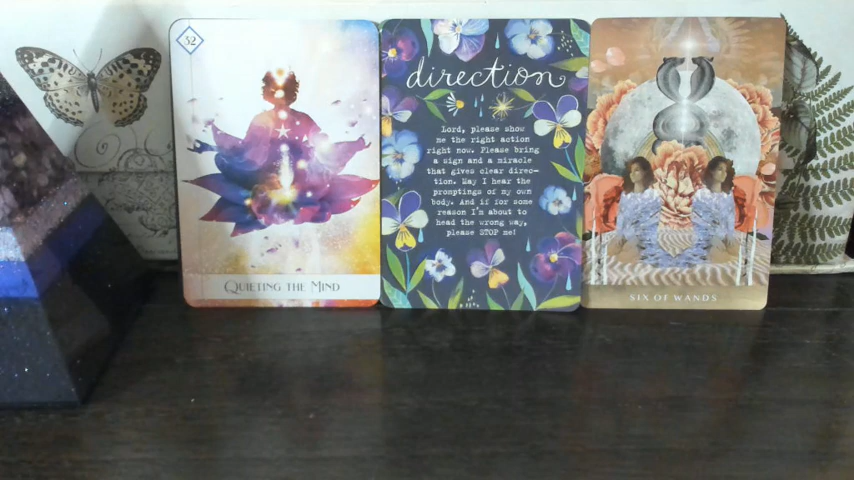 32
QUIETING THE MIND
direction
Lord, please show
me the right action
right now. Please bring
a sign and a miracle
that gives clear direc-
tion. May I hear the
promptings of my own
body. And if for some
reason I'm about to
head the wrong way,
please STOP me!
SIX OF WANDS